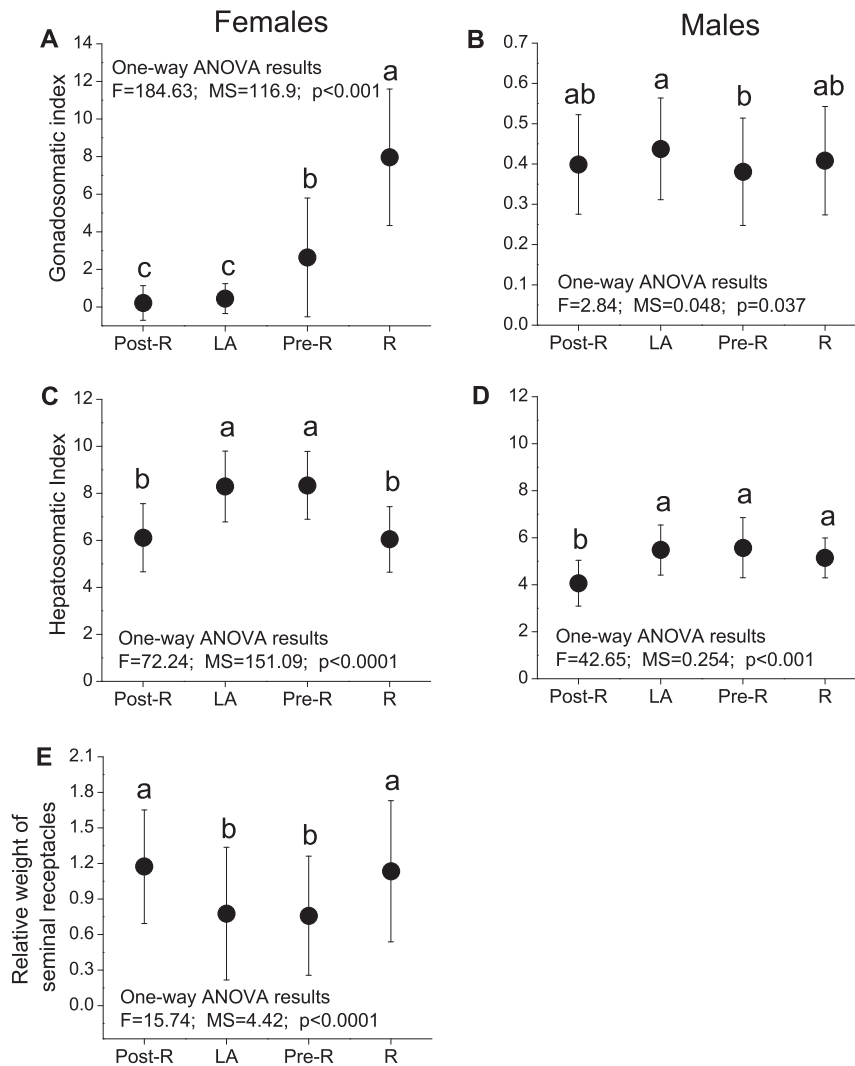 Females
Males
A
14
12
10
8
6
4
2
0
Gonadosomatic index
One-way ANOVA results
F=184.63; MS=116.9; p<0.001
c
c
b
a
Post-R LA Pre-R R
B
0.7
0.6
0.5
0.4
0.3
0.2
0.1
0.0
ab
a
b
ab
One-way ANOVA results
F=2.84; MS=0.048; p=0.037
Post-R LA Pre-R R
C
12
10
8
6
4
2
0
Hepatosomatic Index
b
a
a
b
One-way ANOVA results
F=72.24; MS=151.09; p<0.0001
Post-R LA Pre-R R
D
12
10
8
6
4
2
0
b
a
a
a
One-way ANOVA results
F=42.65; MS=0.254; p<0.001
Post-R LA Pre-R R
E
2.1
1.8
1.5
1.2
0.9
0.6
0.3
0.0
Relative weight of
seminal receptacles
a
b
b
a
One-way ANOVA results
F=15.74; MS=4.42; p<0.0001
Post-R LA Pre-R R